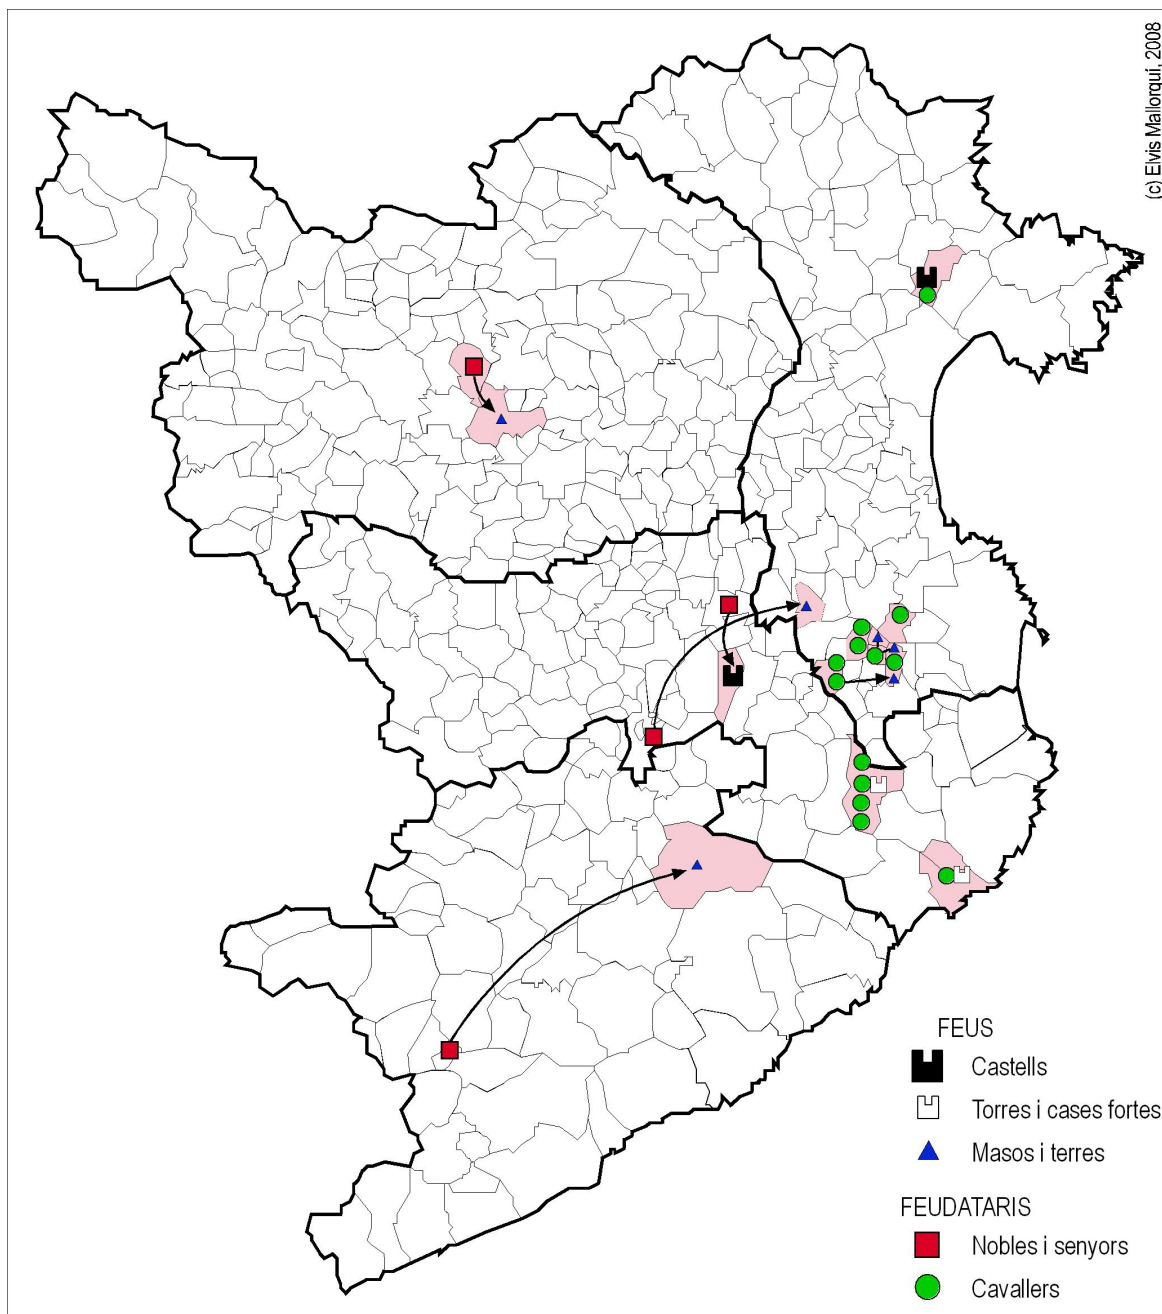 (c) Elvis Mallorquí, 2008
FEUS
Castells
Torres i cases fortes
Masos i terres
FEUDATARIS
Nobles i senyors
Cavallers